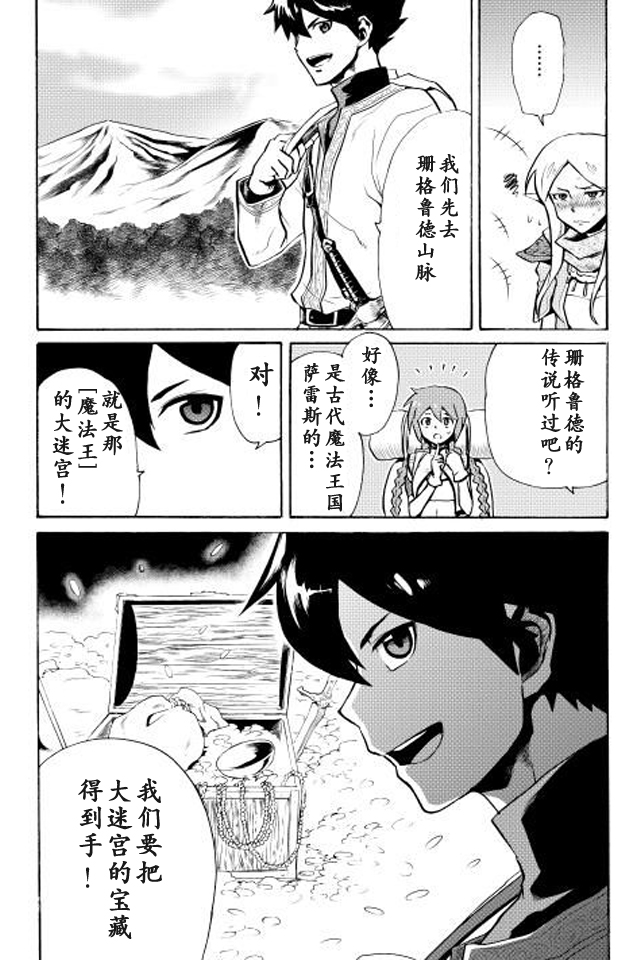 ……
我们先去
珊格鲁德山脉
珊格鲁德的
传说听过吧？
好像…
是古代魔法王国
萨雷斯的…
对！
就是那
[魔法王]
的大迷宫！
我们要把
大迷宫的宝藏
得到手！